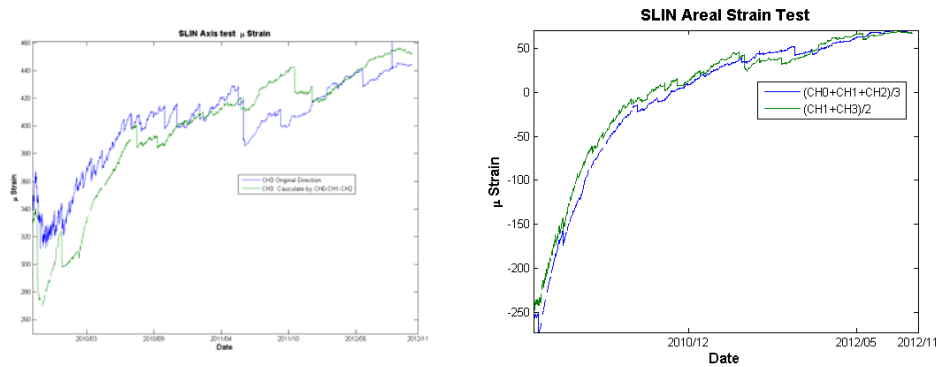 SLIN Axis test μ Strain
460
440
420
400
380
360
340
320
300
280
260
μ Strain
CH3 Original Direction
CH3 Cauculate by CH0-CH1-CH2
2010/03
2010/09
2011/04
2011/10
2012/05
2012/11
Date
SLIN Areal Strain Test
50
0
-50
-100
-150
-200
-250
μ Strain
(CH0+CH1+CH2)/3
(CH1+CH3)/2
2010/12
2012/05
2012/11
Date